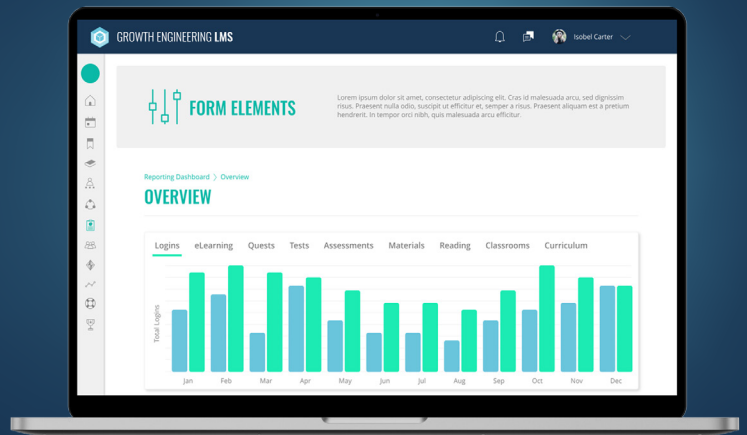 GROWTH ENGINEERING LMS
Isobel Carter
FORM ELEMENTS
Lorem ipsum dolor sit amet, consectetur adipiscing elit. Cras id malesuada arcu, sed dignissim
risus. Praesent nulla odio, suscipit ut efficitur et, semper a risus. Praesent aliquam est a pretium
hendrerit. In tempor orci nibh, quis malesuada arcu efficitur.
Reporting Dashboard > Overview
OVERVIEW
Logins eLearning Quests Tests Assessments Materials Reading Classrooms Curriculum
Total Logins
Jan Feb Mar Apr May Jun Jul Aug Sep Oct Nov Dec